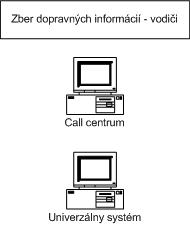 Zber dopravných informácií - vodiči
Call centrum
Univerzálny systém